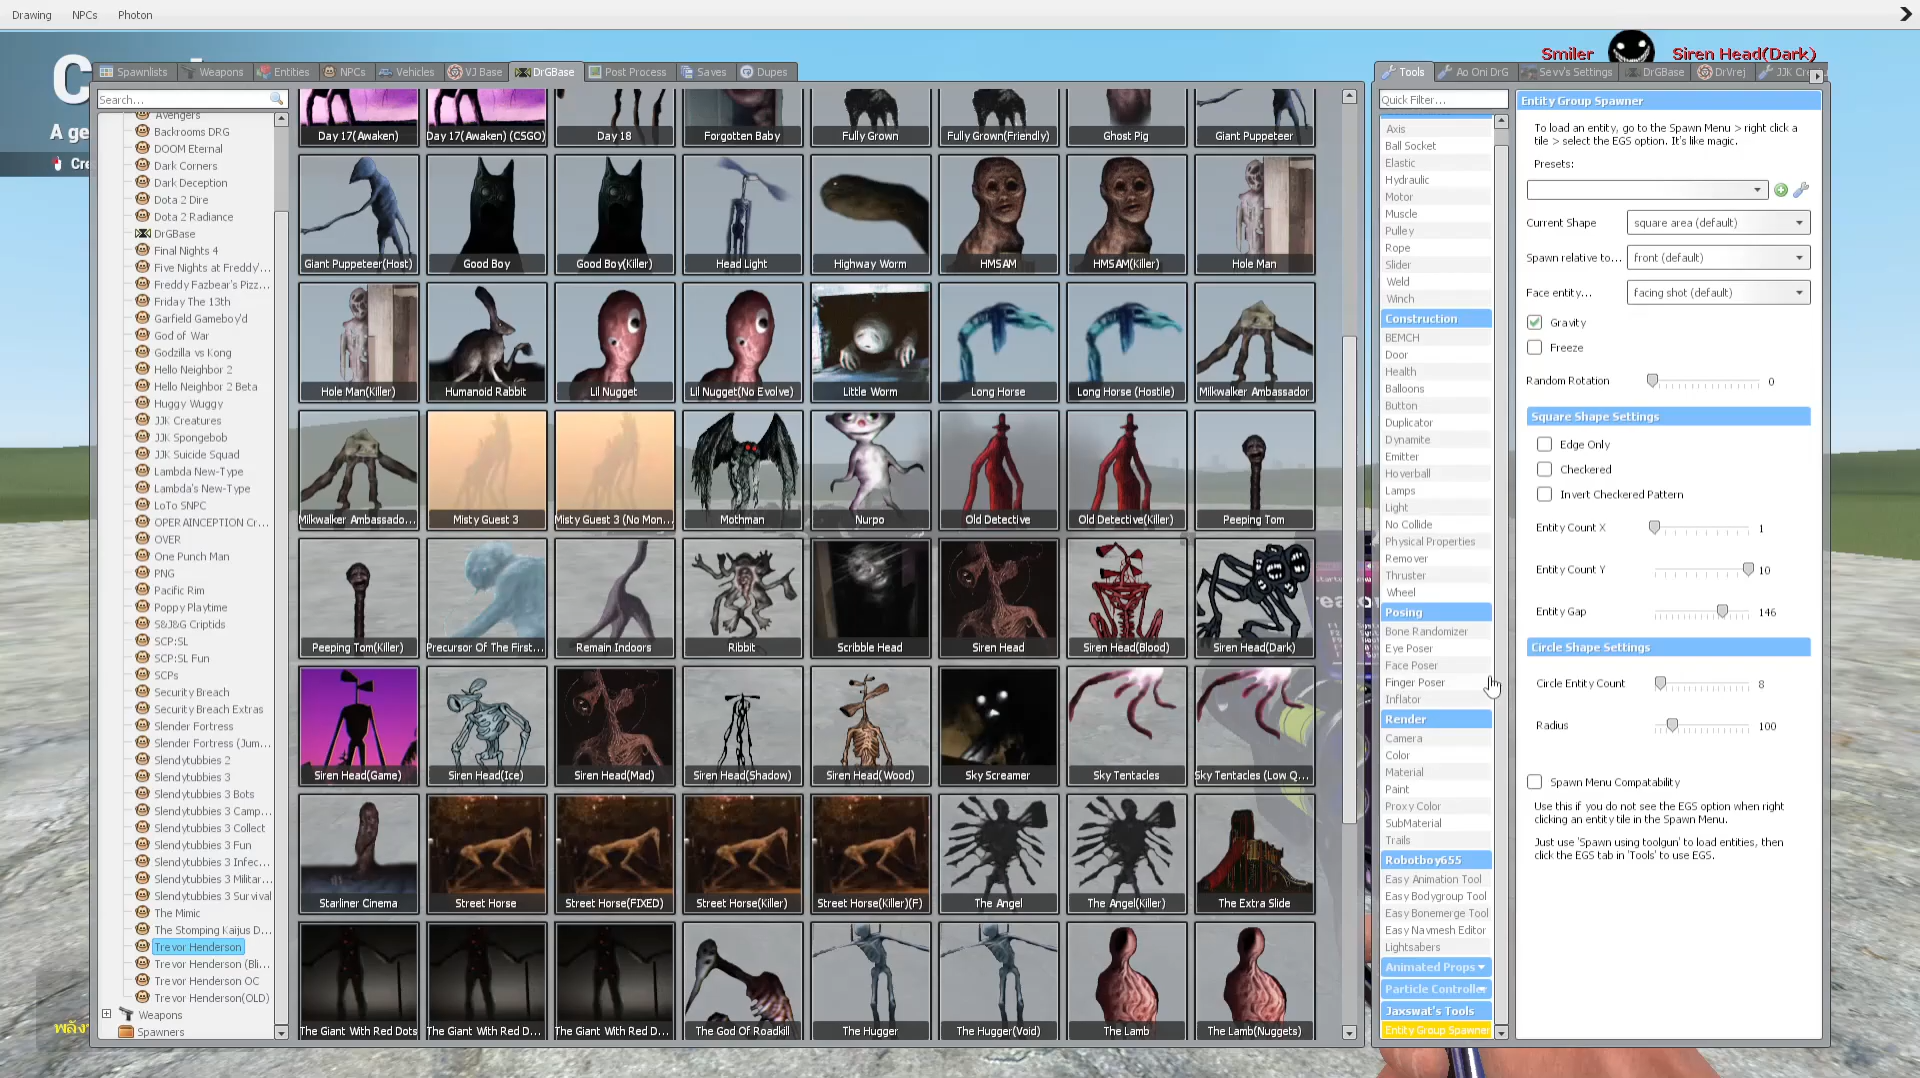 Drawing NPCs Photon
Smiler Siren Head(Dark)
C
A ge
Cre
Spawnlists Weapons Entities NPCs Vehicles VJ Base DrGBase Post Process Saves Dupes
Search...
Avengers
Backrooms DRG
DOOM Eternal
Dark Corners
Dark Deception
Dota 2 Dire
Dota 2 Radiance
DrGBase
Final Nights 4
Five Nights at Freddy'...
Freddy Fazbear's Pizz...
Friday The 13th
Garfield Gameboy'd
God of War
Godzilla vs Kong
Hello Neighbor 2
Hello Neighbor 2 Beta
Huggy Wuggy
JJK Creatures
JJK Spongebob
JJK Suicide Squad
Lambda New-Type
Lambda's New-Type
LoTo SNPC
OPERAINCEPTION Cr...
OVER
One Punch Man
PNG
Pacific Rim
Poppy Playtime
S&J&G Criptids
SCP:SL
SCP:SL Fun
SCPs
Security Breach
Security Breach Extras
Slender Fortress
Slender Fortress (Jum...
Slendytubbies 2
Slendytubbies 3
Slendytubbies 3 Bots
Slendytubbies 3 Camp...
Slendytubbies 3 Collect
Slendytubbies 3 Fun
Slendytubbies 3 Infec...
Slendytubbies 3 Militar...
Slendytubbies 3 Survival
The Mimic
The Stomping Kaijus D...
Trevor Henderson
Trevor Henderson (Bli...
Trevor Henderson OC
Trevor Henderson(OLD)
Weapons
Spawners
Day 17(Awaken) Day 17(Awaken) (CSGO) Day 18 Forgotten Baby Fully Grown Fully Grown(Friendly) Ghost Pig Giant Puppeteer
Giant Puppeteer(Host) Good Boy Good Boy(Killer) Head Light Highway Worm HMSAM HMSAM(Killer) Hole Man
Hole Man(Killer) Humanoid Rabbit Lil Nugget Lil Nugget(No Evolve) Little Worm Long Horse Long Horse (Hostile) Milkwalker Ambassador
Milkwalker Ambassado... Misty Guest 3 Misty Guest 3 (No Mon... Mothman Nurpo Old Detective Old Detective(Killer) Peeping Tom
Peeping Tom(Killer) Precursor Of The First... Remain Indoors Ribbit Scribble Head Siren Head Siren Head(Blood) Siren Head(Dark)
Siren Head(Game) Siren Head(Ice) Siren Head(Mad) Siren Head(Shadow) Siren Head(Wood) Sky Screamer Sky Tentacles Sky Tentacles (Low Q...
Starliner Cinema Street Horse Street Horse(FIXED) Street Horse(Killer) Street Horse(Killer)(F) The Angel The Angel(Killer) The Extra Slide
The Giant With Red Dots The Giant With Red D... The Giant With Red D... The God Of Roadkill The Hugger The Hugger(Void) The Lamb The Lamb(Nuggets)
Tools Ao Oni DrG Sevv's Settings DrGBase DrVrej JJK Cre
Quick Filter...
Axis
Ball Socket
Elastic
Hydraulic
Motor
Muscle
Pulley
Rope
Slider
Weld
Winch
Construction
BEMCH
Door
Health
Balloons
Button
Duplicator
Dynamite
Emitter
Hoverball
Lamps
Light
No Collide
Physical Properties
Remover
Thruster
Wheel
Posing
Bone Randomizer
Eye Poser
Face Poser
Finger Poser
Inflator
Render
Camera
Color
Material
Paint
Proxy Color
SubMaterial
Trails
Robotboy655
Easy Animation Tool
Easy Bodygroup Tool
Easy Bonemerge Tool
Easy Navmesh Editor
Lightsabers
Animated Props
Particle Controller
Jaxswat's Tools
Entity Group Spawner
Entity Group Spawner
To load an entity, go to the Spawn Menu > right click a
tile > select the EGS option. It's like magic.
Presets:
Current Shape square area (default)
Spawn relative to... front (default)
Face entity... facing shot (default)
Gravity
Freeze
Random Rotation 0
Square Shape Settings
Edge Only
Checkered
Invert Checkered Pattern
Entity Count X 1
Entity Count Y 10
Entity Gap 146
Circle Shape Settings
Circle Entity Count 8
Radius 100
Spawn Menu Compatability
Use this if you do not see the EGS option when right
clicking an entity tile in the Spawn Menu.
Just use 'Spawn using toolgun' to load entities, then
click the EGS tab in 'Tools' to use EGS.